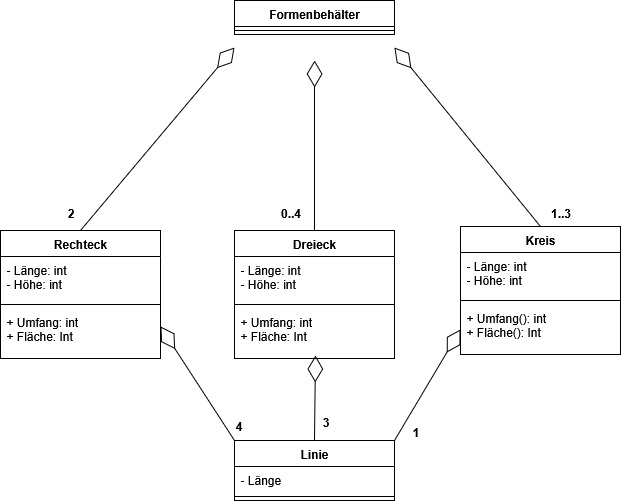 Formenbehälter
2
0..4
1..3
Rechteck
- Länge: int
- Höhe: int
+ Umfang: int
+ Fläche: Int
Dreieck
- Länge: int
- Höhe: int
+ Umfang: int
+ Fläche: Int
Kreis
- Länge: int
- Höhe: int
+ Umfang(): int
+ Fläche(): Int
4
3
1
Linie
- Länge